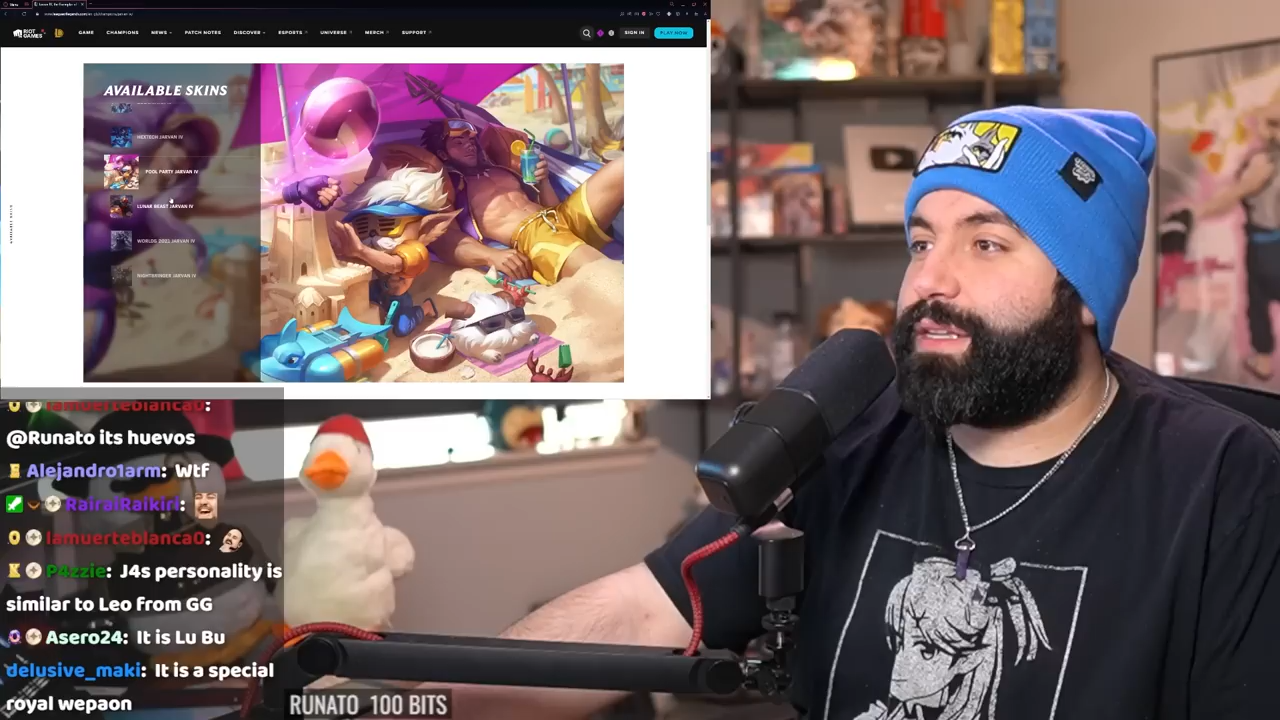 RIOT GAMES
GAME
CHAMPIONS
NEWS
PATCH NOTES
DISCOVER
ESPORTS
UNIVERSE
MERCH
SUPPORT
SIGN IN
PLAY NOW
AVAILABLE SKINS
HEXTECH JARVAN IV
POOL PARTY JARVAN IV
LUNAR BEAST JARVAN IV
WORLDS 2021 JARVAN IV
NIGHTBRINGER JARVAN IV
lamuerteblanca0:
@Runato its huevos
Alejandro1arm: Wtf
RairaiRaikiri:
lamuerteblanca0:
P4zzie: J4s personality is
similar to Leo from GG
Asero24: It is Lu Bu
delusive_maki: It is a special
royal wepaon
RUNATO 100 BITS